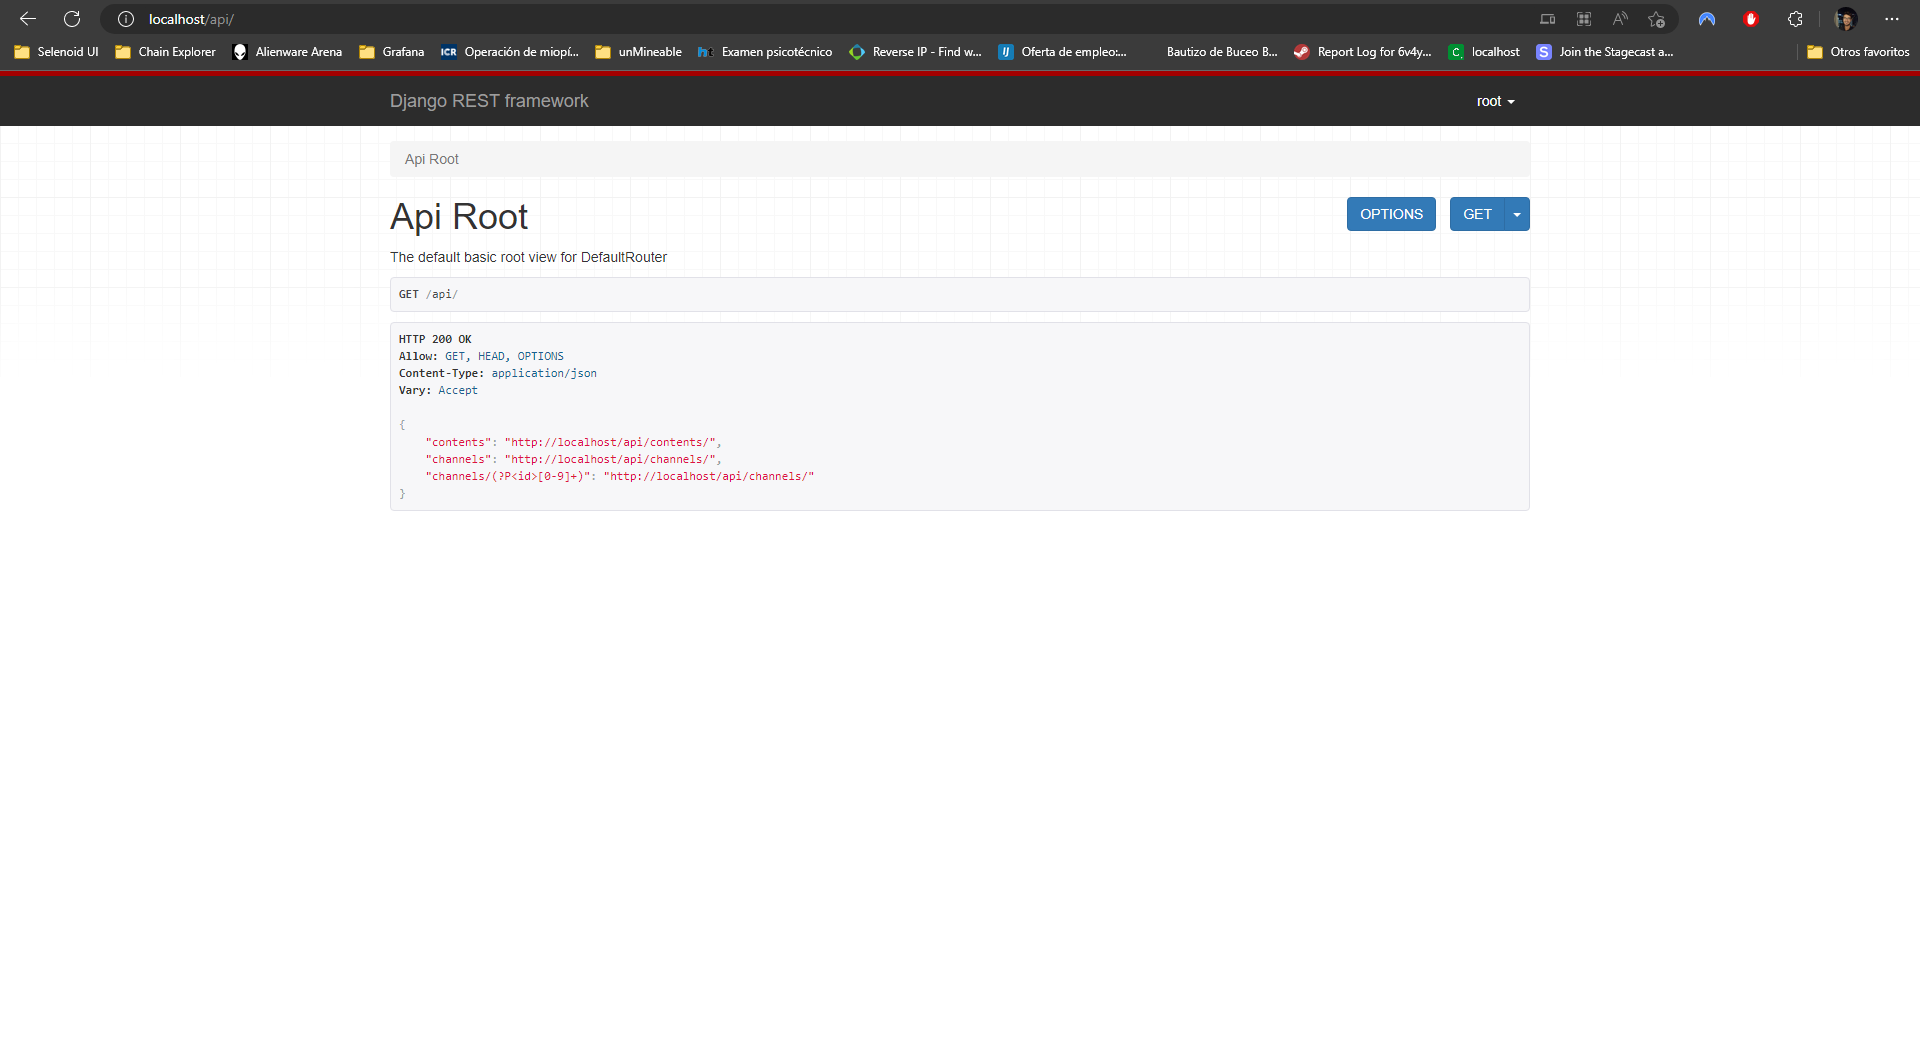 localhost/api/
Selenoid UI
Chain Explorer
Alienware Arena
Grafana
ICR Operación de miopí...
unMineable
ht Examen psicotécnico
Reverse IP - Find w...
IJ Oferta de empleo:...
Bautizo de Buceo B...
Report Log for 6v4y...
C. localhost
S Join the Stagecast a...
Otros favoritos
Django REST framework
root
Api Root
Api Root
OPTIONS
GET
The default basic root view for DefaultRouter
GET /api/
HTTP 200 OK
Allow: GET, HEAD, OPTIONS
Content-Type: application/json
Vary: Accept
{
"contents": "http://localhost/api/contents/",
"channels": "http://localhost/api/channels/",
"channels/(?P<id>[0-9]+)": "http://localhost/api/channels/"
}